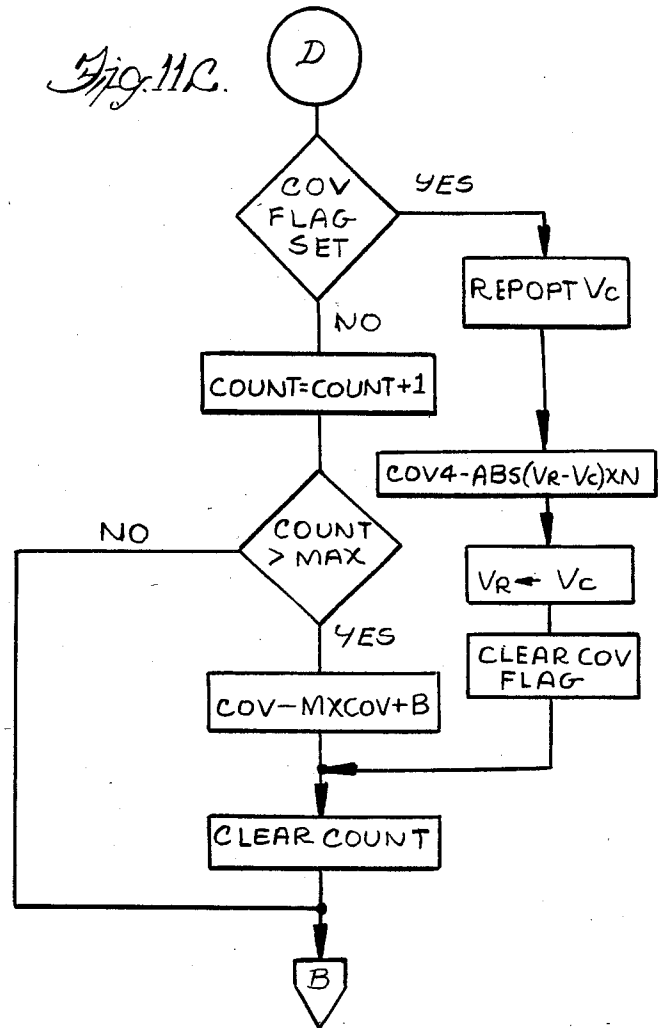 Fig. 11C.
D
COV
FLAG
SET
YES
REPOPT VC
NO
COUNT=COUNT+1
COV4-ABS(VR-VC)XN
COUNT
> MAX
NO
VR ← VC
YES
CLEAR COV
FLAG
COV-MXCOV+B
CLEAR COUNT
B